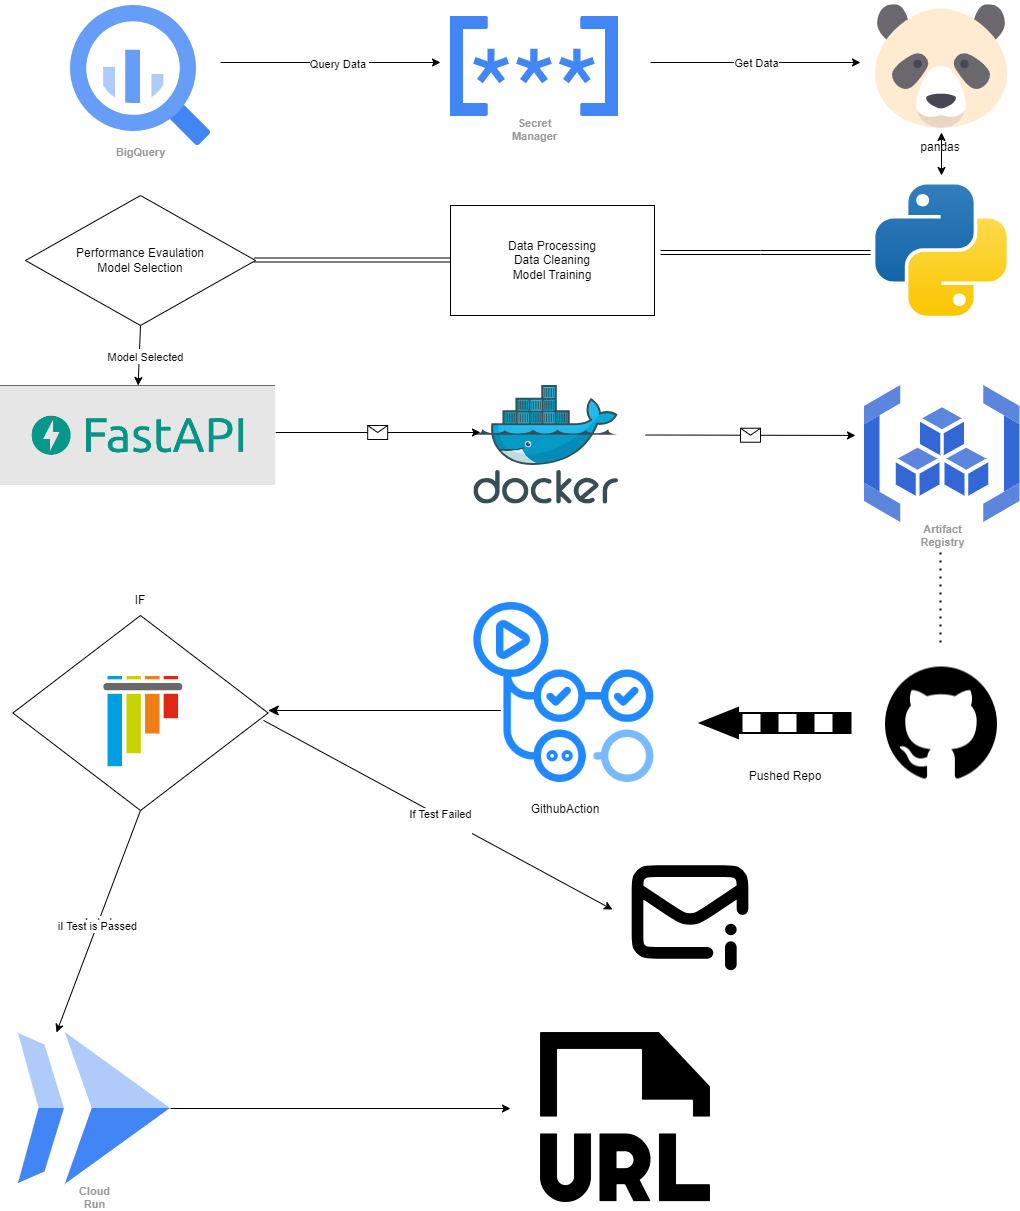 Query Data
Get Data
BigQuery
Secret
Manager
pandas
Performance Evaulation
Model Selection
Data Processing
Data Cleaning
Model Training
Model Selected
FastAPI
docker
Artifact
Registry
IF
Pushed Repo
GithubAction
If Test Failed
iI Test is Passed
URL
Cloud
Run